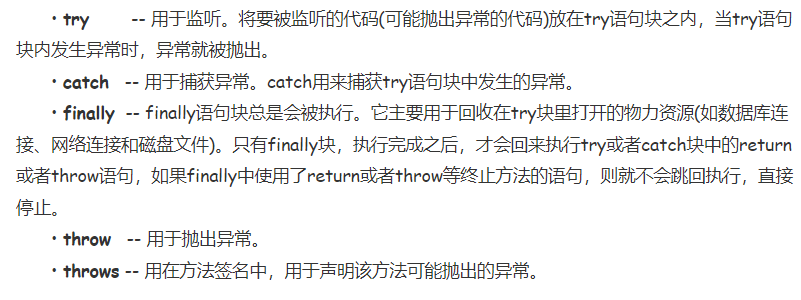 • try -- 用于监听。将要被监听的代码(可能抛出异常的代码)放在try语句块之内，当try语句
块内发生异常时，异常就被抛出。
• catch -- 用于捕获异常。catch用来捕获try语句块中发生的异常。
• finally -- finally语句块总是会被执行。它主要用于回收在try块里打开的物力资源(如数据库连
接、网络连接和磁盘文件)。只有finally块，执行完成之后，才会回来执行try或者catch块中的return
或者throw语句，如果finally中使用了return或者throw等终止方法的语句，则就不会跳回执行，直接
停止。
• throw -- 用于抛出异常。
• throws -- 用在方法签名中，用于声明该方法可能抛出的异常。